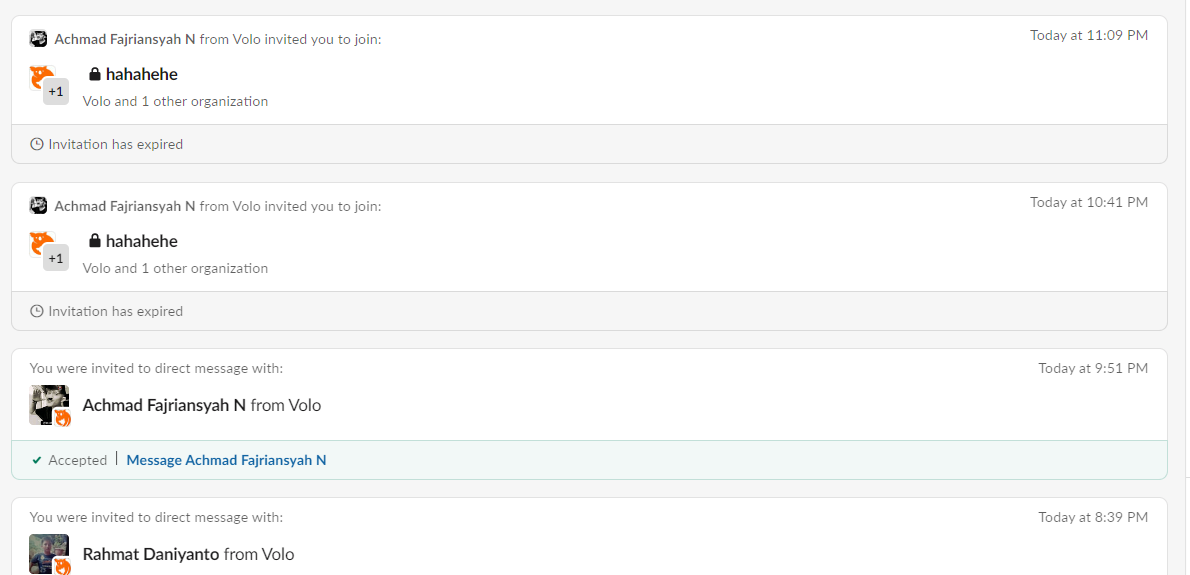 Achmad Fajriansyah N from Volo invited you to join:
Today at 11:09 PM
hahahehe
+1
Volo and 1 other organization
Invitation has expired
Achmad Fajriansyah N from Volo invited you to join:
Today at 10:41 PM
hahahehe
+1
Volo and 1 other organization
Invitation has expired
You were invited to direct message with:
Today at 9:51 PM
Achmad Fajriansyah N from Volo
Accepted | Message Achmad Fajriansyah N
You were invited to direct message with:
Today at 8:39 PM
Rahmat Daniyanto from Volo